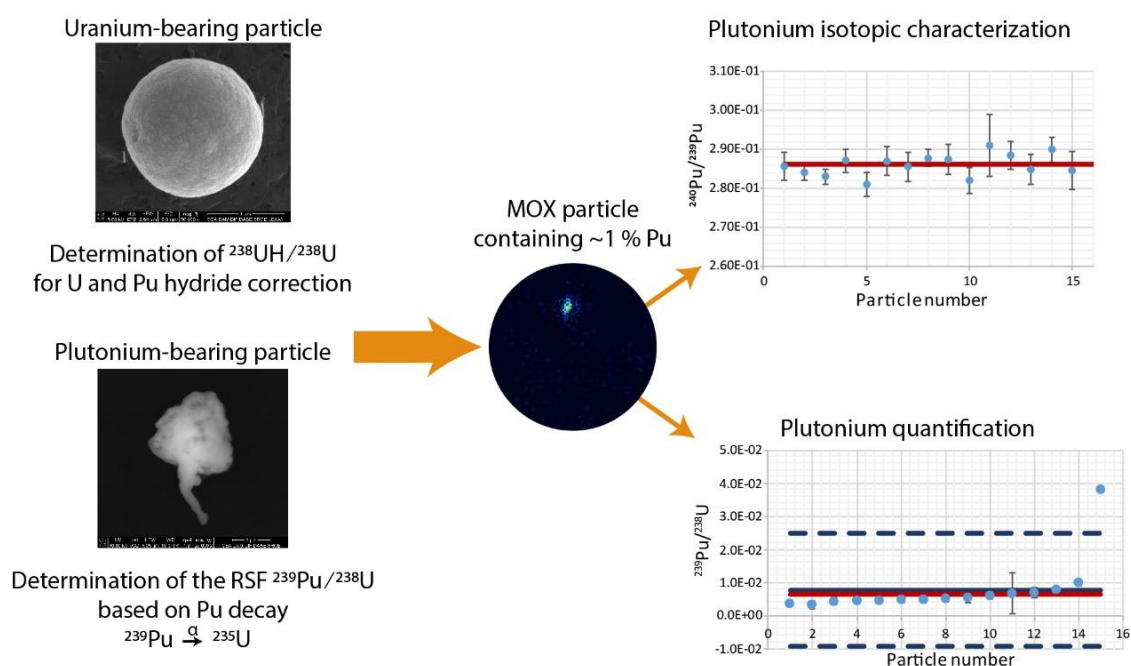 Uranium-bearing particle
Determination of ²³⁸UH/²³⁸U
for U and Pu hydride correction
Plutonium-bearing particle
Determination of the RSF ²³⁹Pu/²³⁸U
based on Pu decay
²³⁹Pu α→ ²³⁵U
MOX particle
containing ~1 % Pu
Plutonium isotopic characterization
²⁴⁰Pu/²³⁹Pu
3.10E-01
3.00E-01
2.90E-01
2.80E-01
2.70E-01
2.60E-01
0 5 10 15
Particle number
Plutonium quantification
²³⁹Pu/²³⁸U
5.0E-02
4.0E-02
3.0E-02
2.0E-02
1.0E-02
0.0E+00
-1.0E-02
0 2 4 6 8 10 12 14 16
Particle number